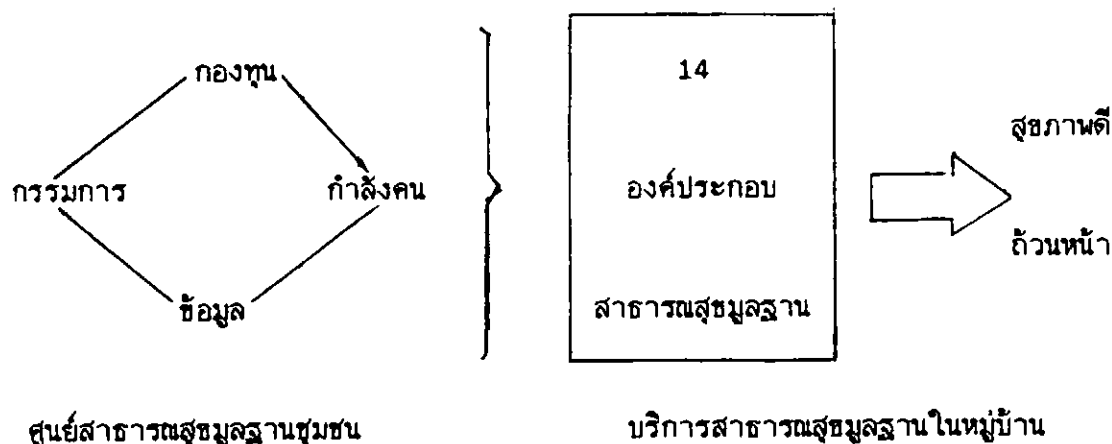 กองทุน
กรรมการ
กำลังคน
ข้อมูล
ศูนย์สาธารณสุขมูลฐานชุมชน
14
องค์ประกอบ
สาธารณสุขมูลฐาน
บริการสาธารณสุขมูลฐานในหมู่บ้าน
สุขภาพดี
ถ้วนหน้า